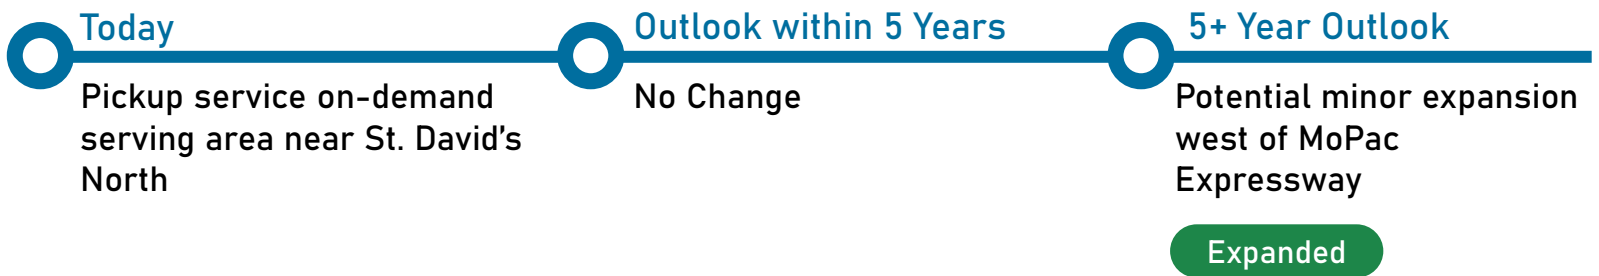 Today
Pickup service on-demand
serving area near St. David's
North
Outlook within 5 Years
No Change
5+ Year Outlook
Potential minor expansion
west of MoPac
Expressway
Expanded